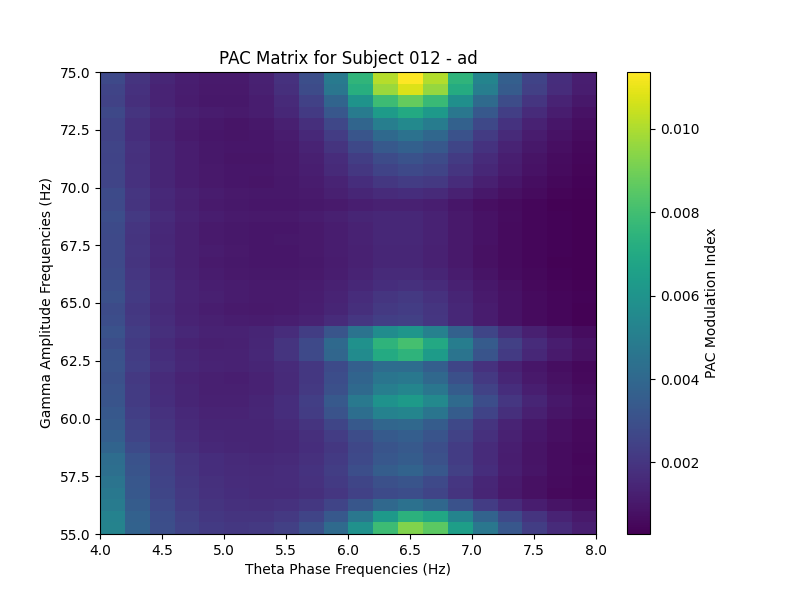 PAC Matrix for Subject 012 - ad
75.0
72.5
70.0
67.5
65.0
62.5
60.0
57.5
55.0
Gamma Amplitude Frequencies (Hz)
4.0 4.5 5.0 5.5 6.0 6.5 7.0 7.5 8.0
Theta Phase Frequencies (Hz)
0.010
0.008
0.006
0.004
0.002
PAC Modulation Index